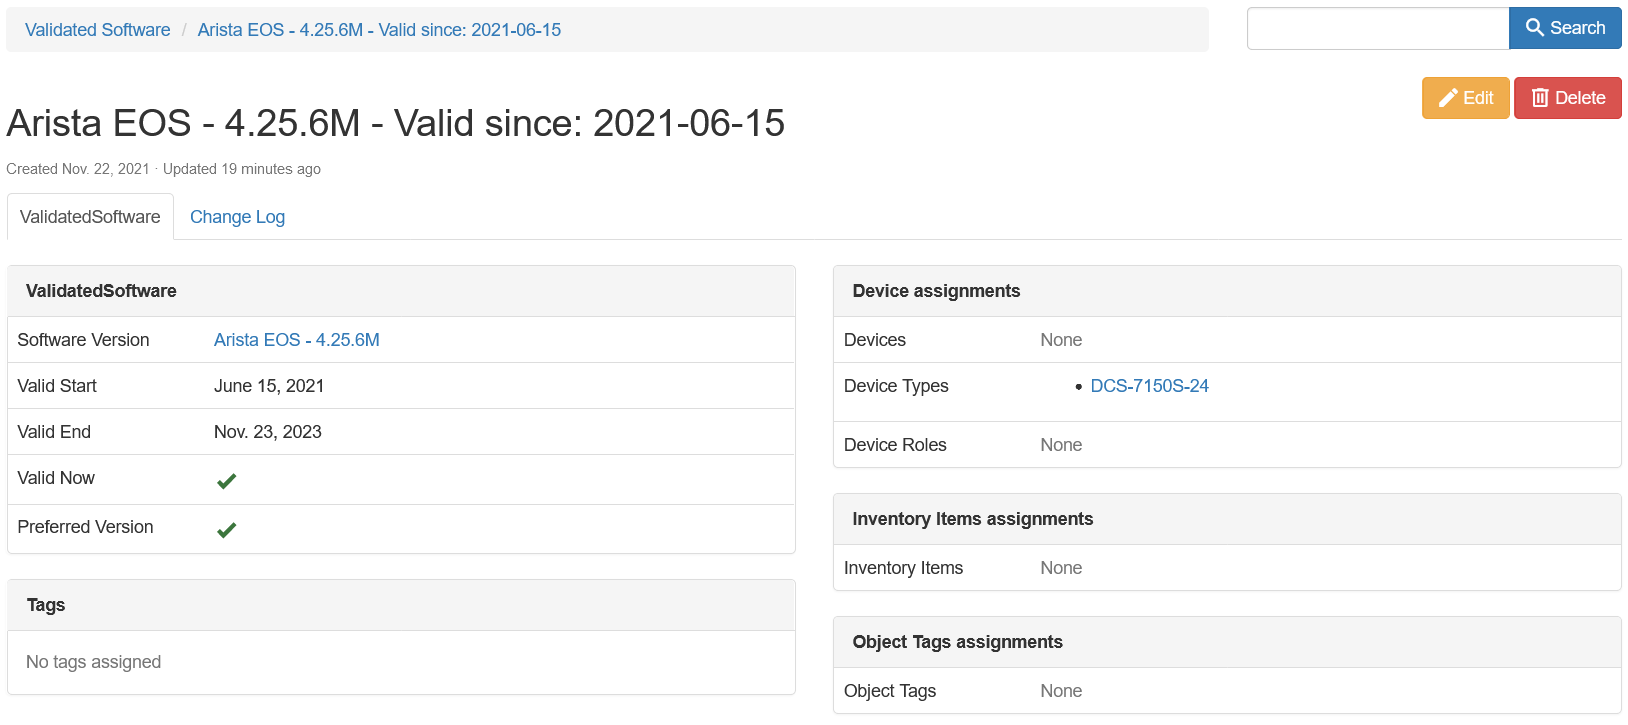 Validated Software / Arista EOS - 4.25.6M - Valid since: 2021-06-15
Search
Edit
Delete
Arista EOS - 4.25.6M - Valid since: 2021-06-15
Created Nov. 22, 2021 · Updated 19 minutes ago
ValidatedSoftware
Change Log
ValidatedSoftware
Software Version Arista EOS - 4.25.6M
Valid Start June 15, 2021
Valid End Nov. 23, 2023
Valid Now
Preferred Version
Tags
No tags assigned
Device assignments
Devices None
Device Types • DCS-7150S-24
Device Roles None
Inventory Items assignments
Inventory Items None
Object Tags assignments
Object Tags None